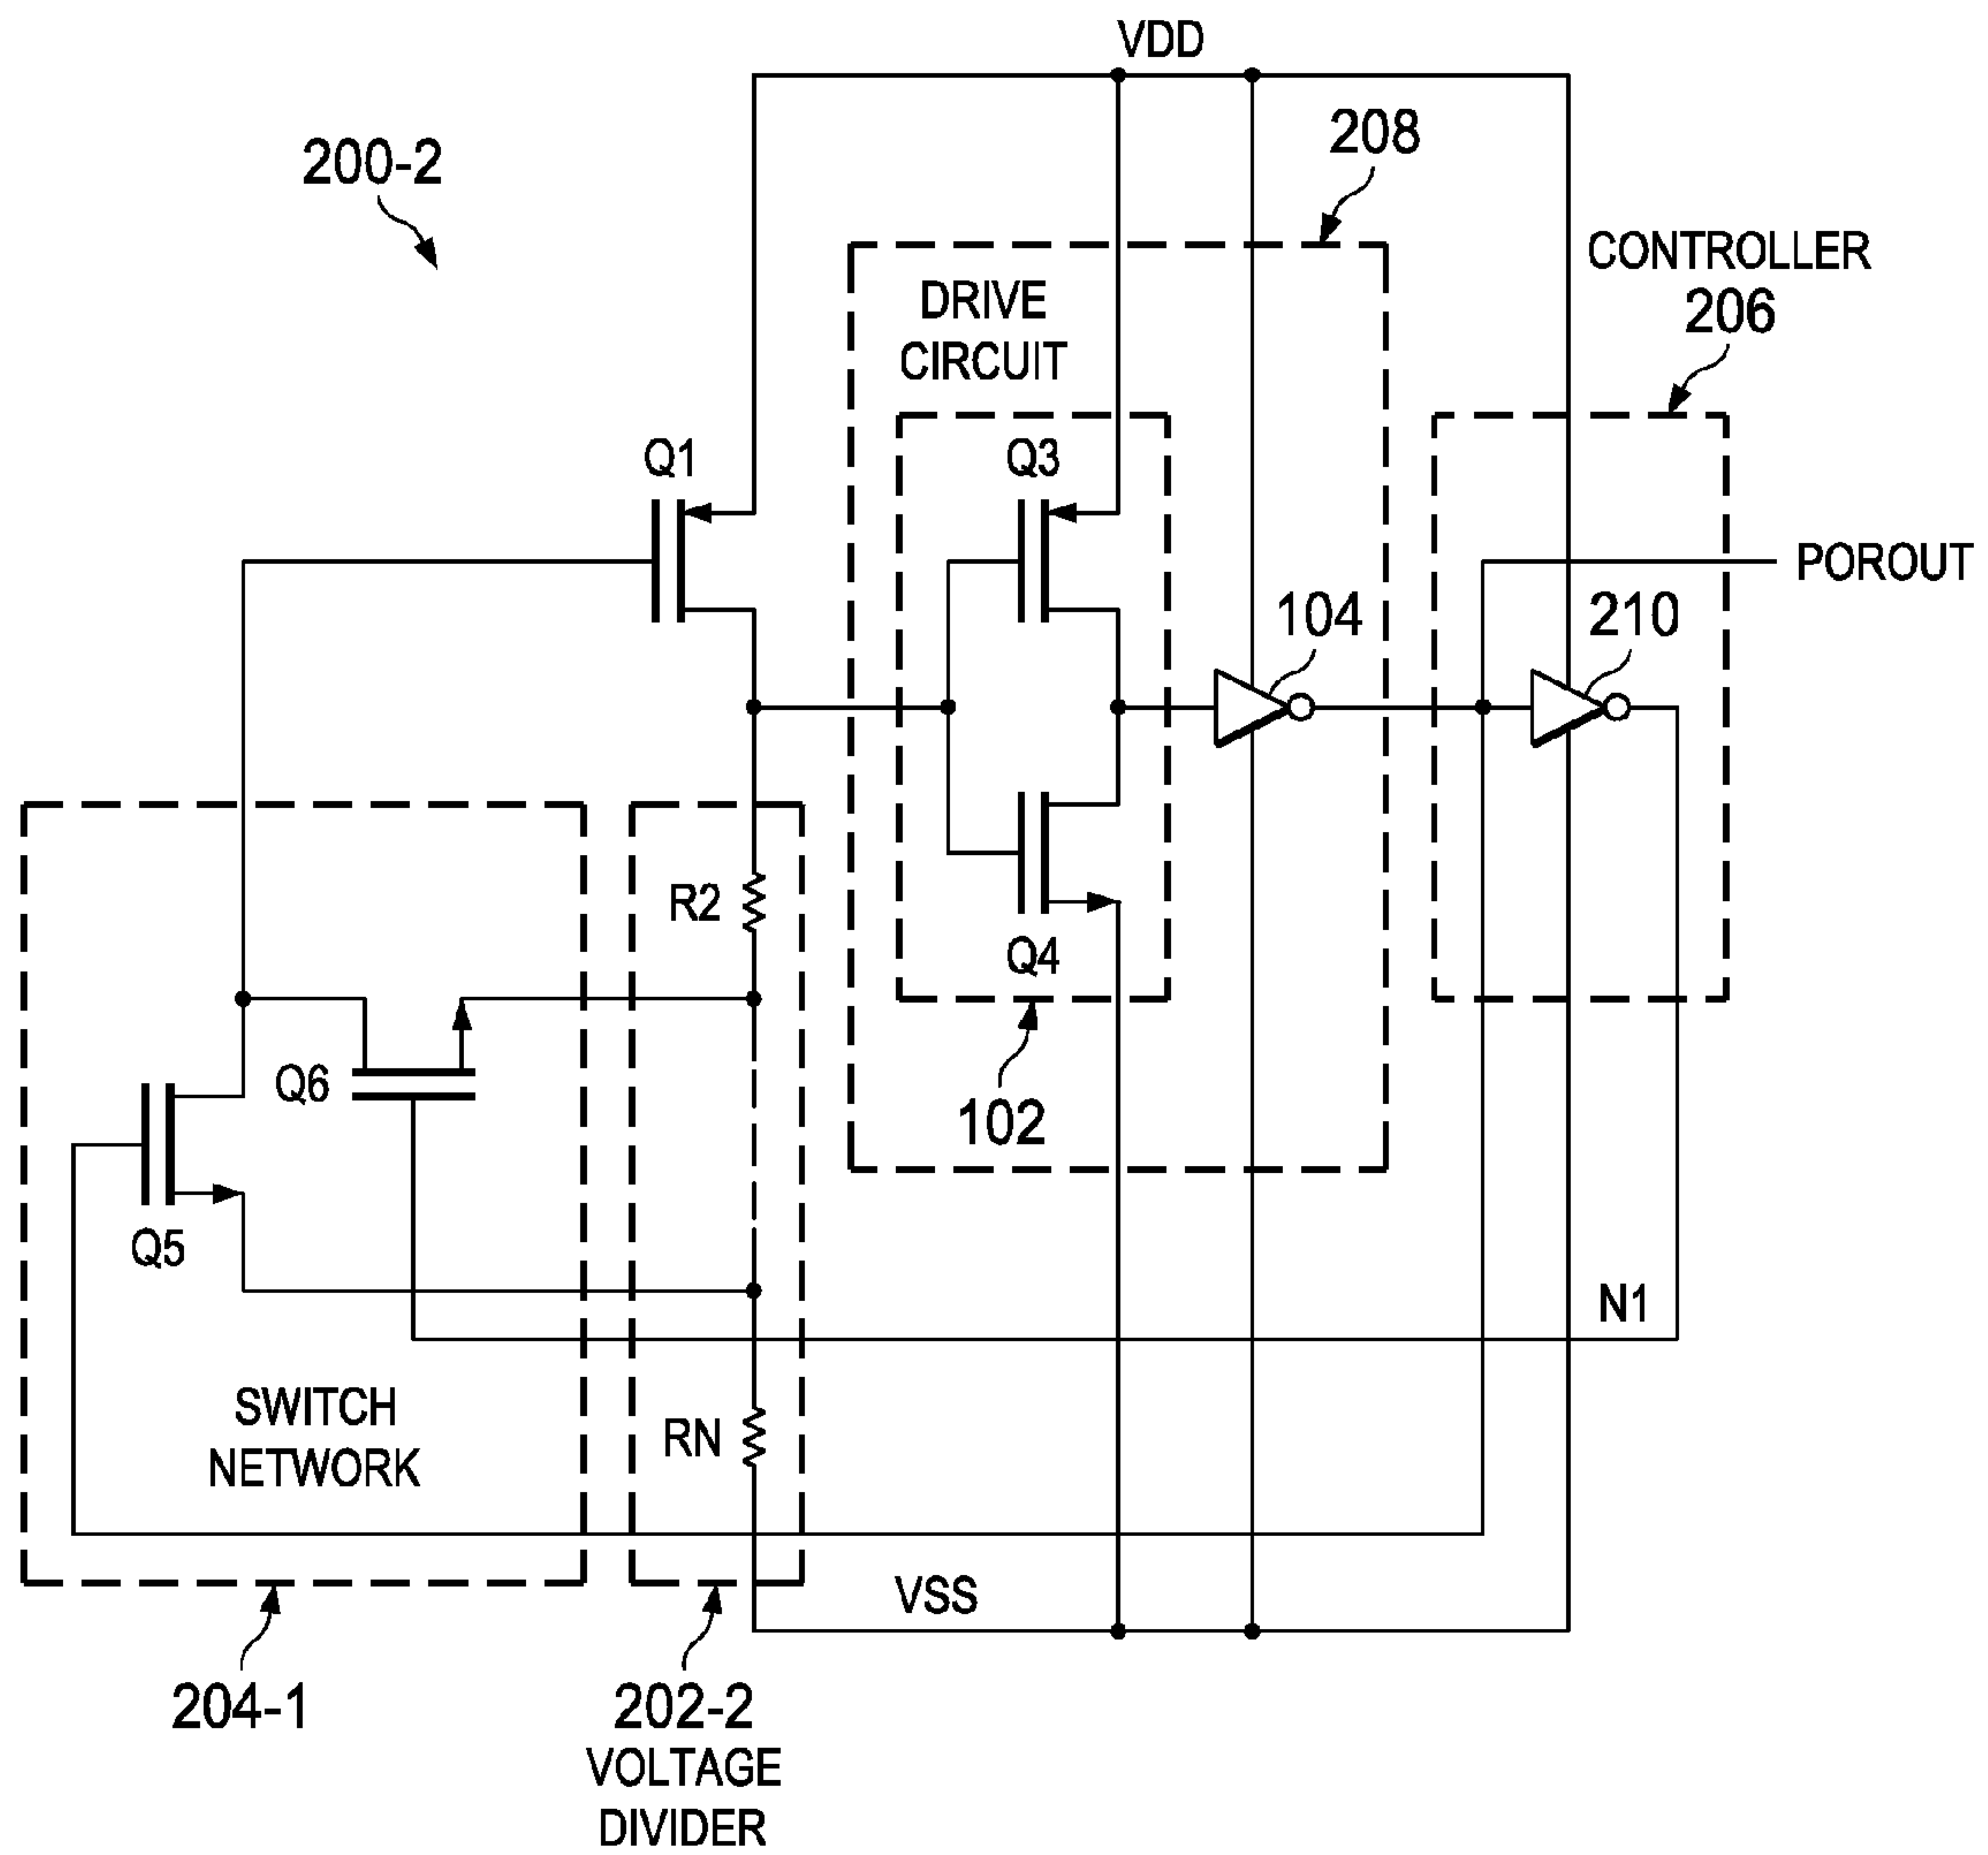 VDD
200-2
208
CONTROLLER
206
DRIVE
CIRCUIT
Q1
Q3
POROUT
104
210
R2
Q4
Q6
102
Q5
N1
SWITCH
NETWORK
RN
VSS
204-1
202-2
VOLTAGE
DIVIDER